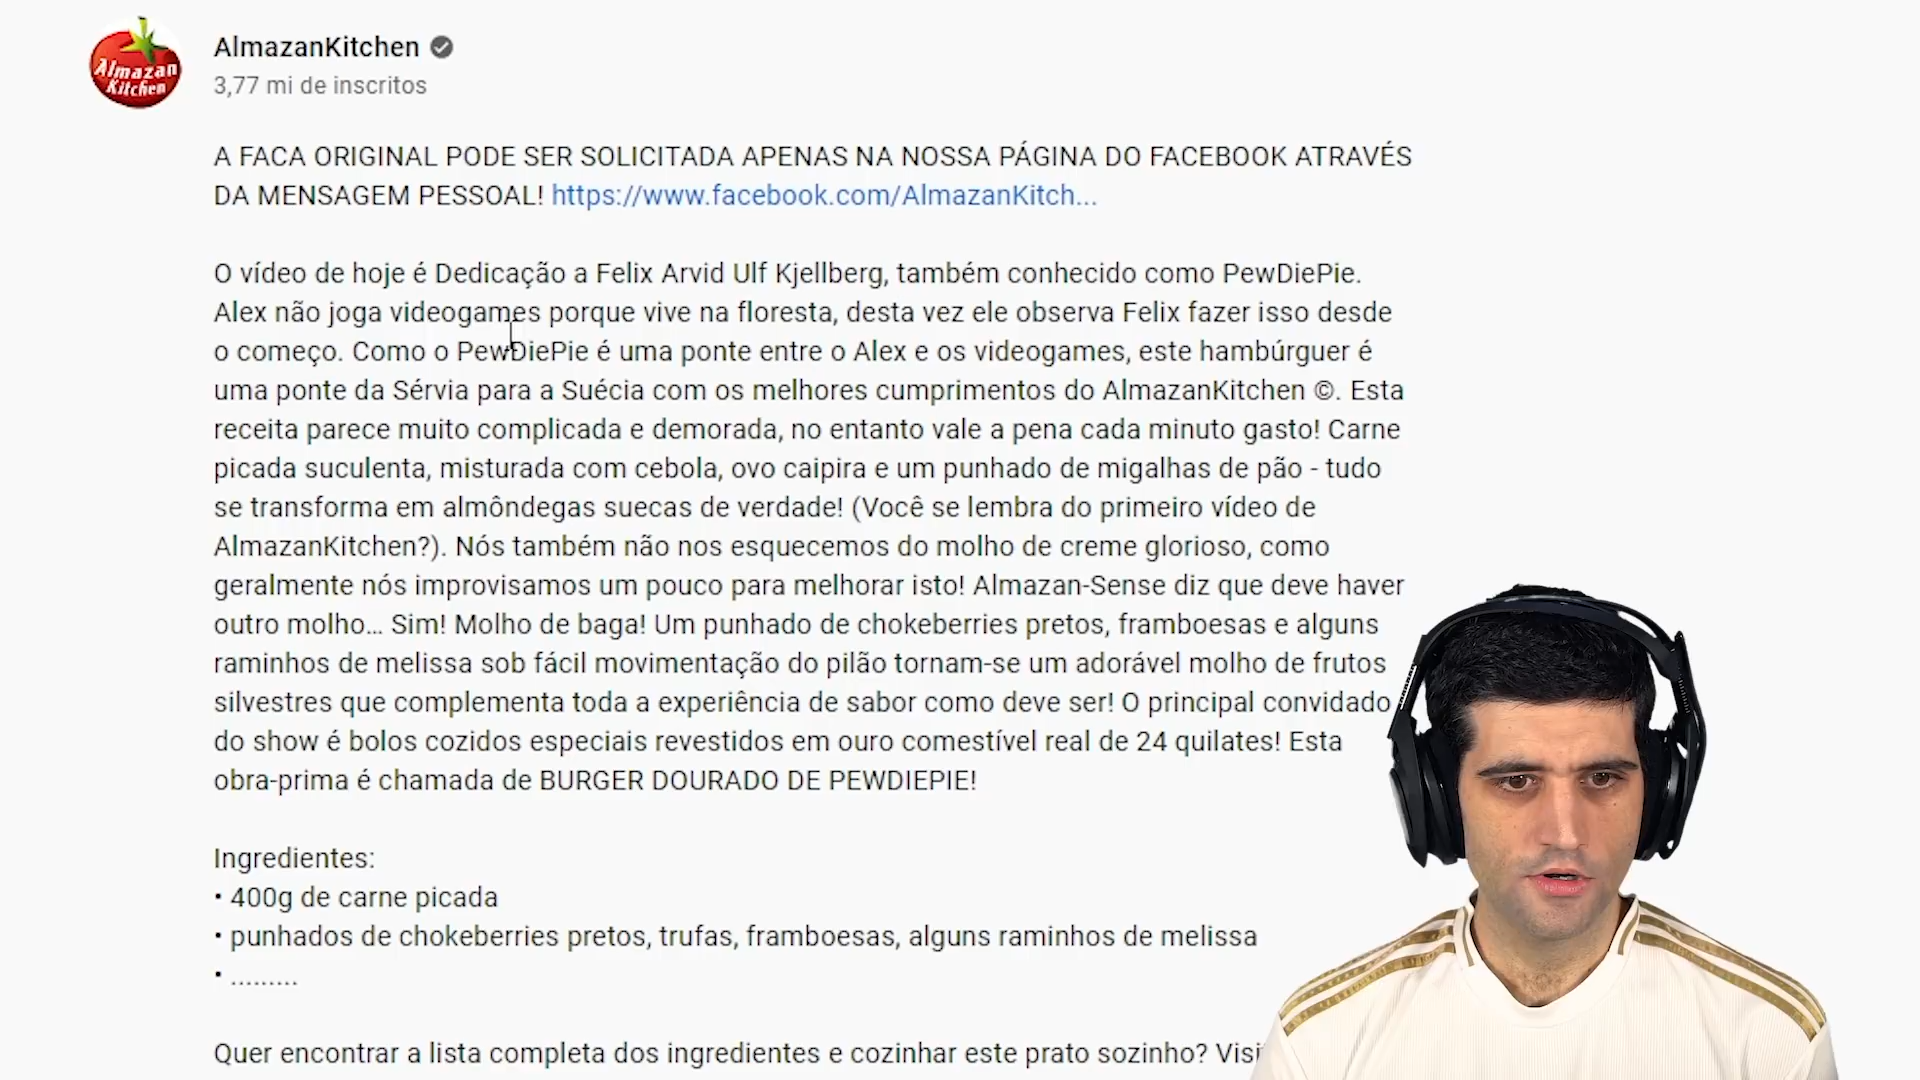 Almazan
Kitchen
AlmazanKitchen
3,77 mi de inscritos
A FACA ORIGINAL PODE SER SOLICITADA APENAS NA NOSSA PÁGINA DO FACEBOOK ATRAVÉS
DA MENSAGEM PESSOAL! https://www.facebook.com/AlmazanKitch...
O vídeo de hoje é Dedicação a Felix Arvid Ulf Kjellberg, também conhecido como PewDiePie.
Alex não joga videogames porque vive na floresta, desta vez ele observa Felix fazer isso desde
o começo. Como o PewDiePie é uma ponte entre o Alex e os videogames, este hambúrguer é
uma ponte da Sérvia para a Suécia com os melhores cumprimentos do AlmazanKitchen ©. Esta
receita parece muito complicada e demorada, no entanto vale a pena cada minuto gasto! Carne
picada suculenta, misturada com cebola, ovo caipira e um punhado de migalhas de pão - tudo
se transforma em almôndegas suecas de verdade! (Você se lembra do primeiro vídeo de
AlmazanKitchen?). Nós também não nos esquecemos do molho de creme glorioso, como
geralmente nós improvisamos um pouco para melhorar isto! Almazan-Sense diz que deve haver
outro molho... Sim! Molho de baga! Um punhado de chokeberries pretos, framboesas e alguns
raminhos de melissa sob fácil movimentação do pilão tornam-se um adorável molho de frutos
silvestres que complementa toda a experiência de sabor como deve ser! O principal convidado
do show é bolos cozidos especiais revestidos em ouro comestível real de 24 quilates! Esta
obra-prima é chamada de BURGER DOURADO DE PEWDIEPIE!
Ingredientes:
• 400g de carne picada
• punhados de chokeberries pretos, trufas, framboesas, alguns raminhos de melissa
• .........
Quer encontrar a lista completa dos ingredientes e cozinhar este prato sozinho?